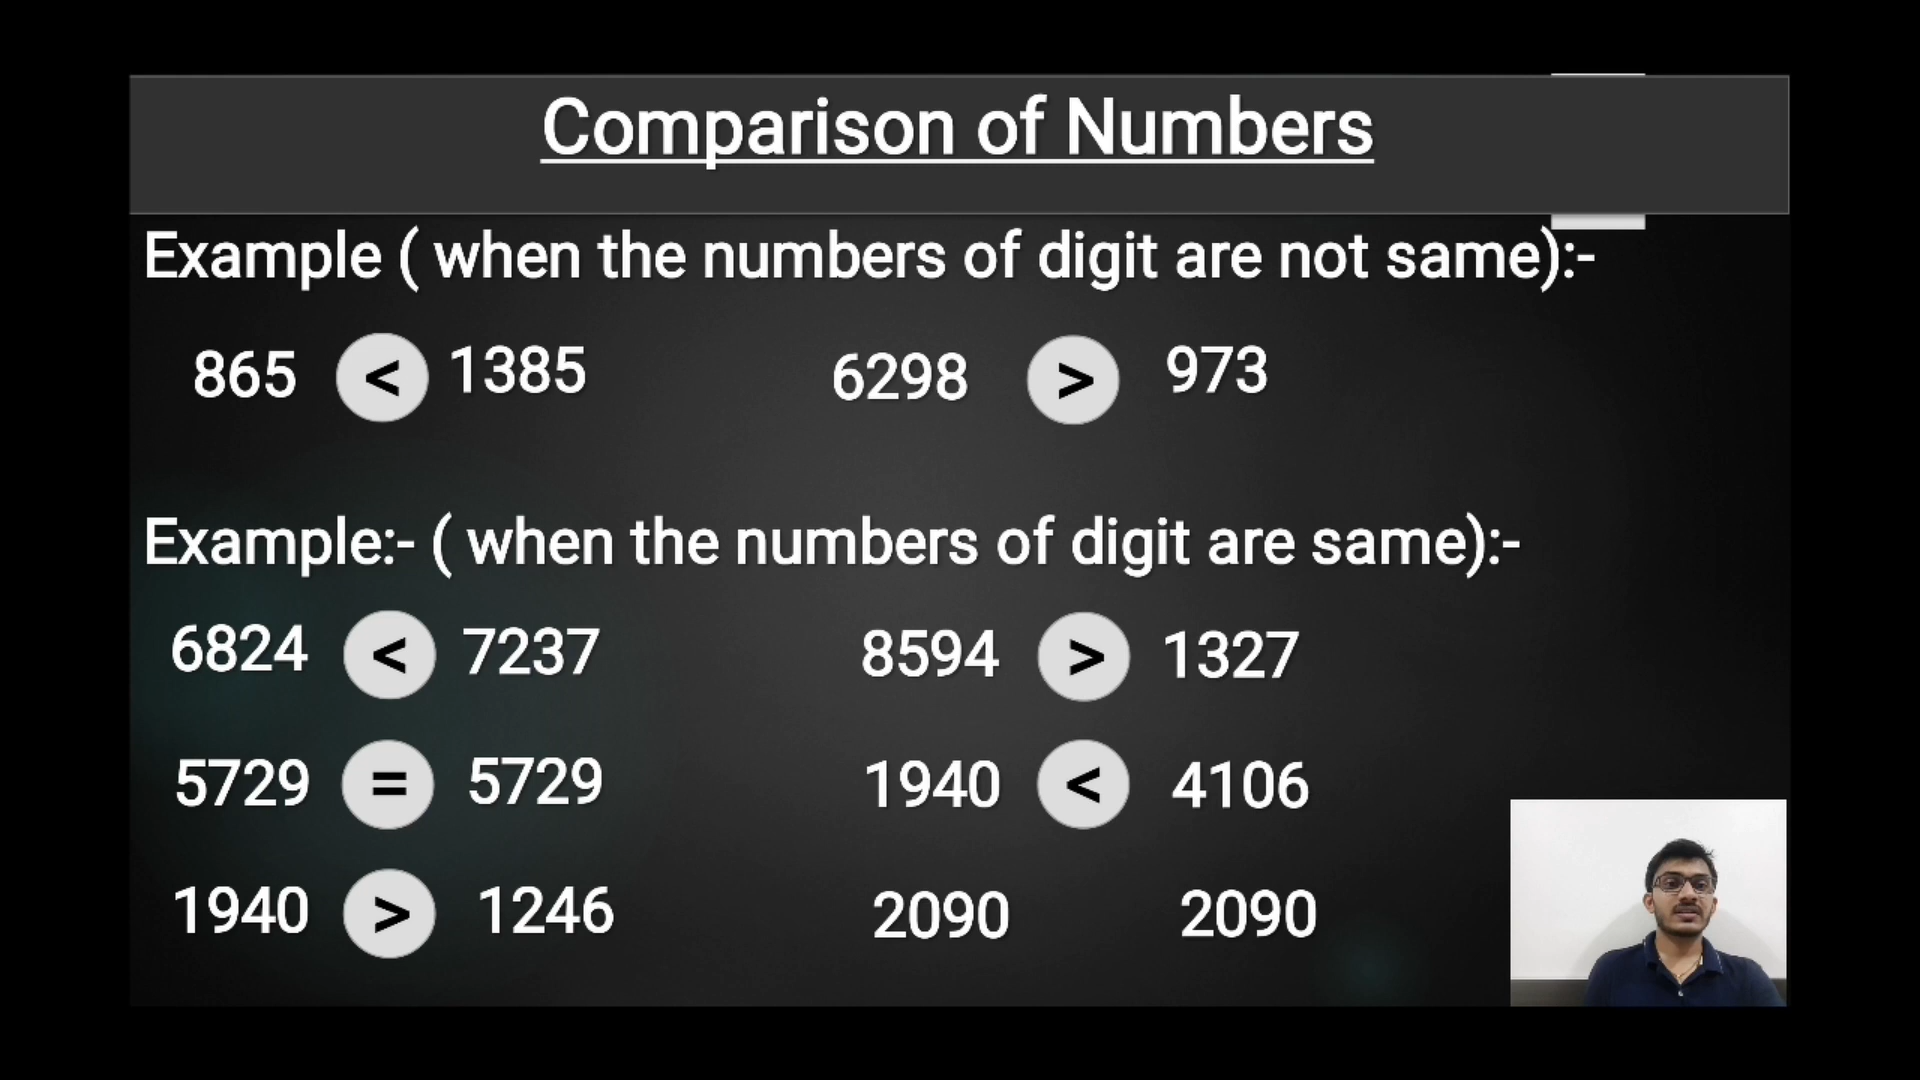 Comparison of Numbers
Example ( when the numbers of digit are not same):-
865 < 1385 6298 > 973
Example:- ( when the numbers of digit are same):-
6824 < 7237 8594 > 1327
5729 = 5729 1940 < 4106
1940 > 1246 2090 2090